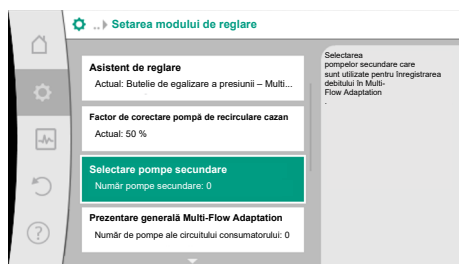 .. Setarea modului de reglare
Asistent de reglare
Actual: Butelie de egalizare a presiunii – Multi...
Factor de corectare pompă de recirculare cazan
Actual: 50 %
Selectare pompe secundare
Număr pompe secundare: 0
Prezentare generală Multi-Flow Adaptation
Număr de pompe ale circuitului consumatorului: 0
Selectarea
pompelor secundare care
sunt utilizate pentru înregistrarea
debitului în Multi-
Flow Adaptation
.